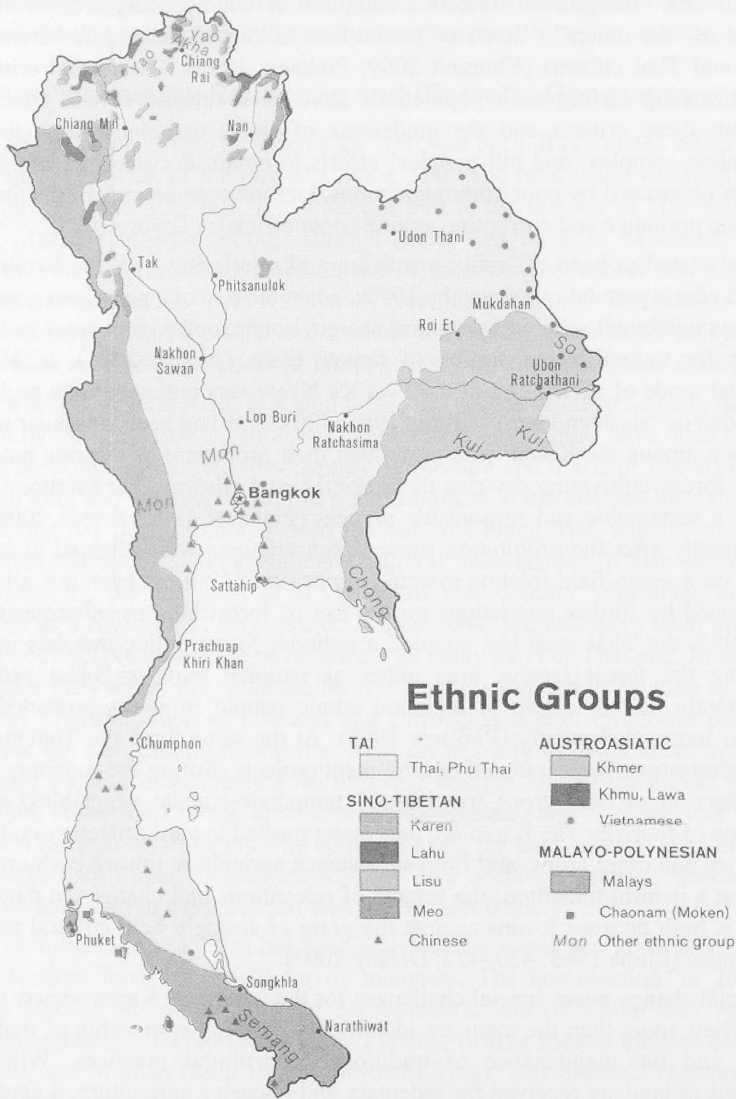 Yao
Chiang
Rai
Chiang Mai
Nan
Udon Thani
Tak
Phitsanulok
Mukdahan
Roi Et
So
Nakhon
Sawan
Ubon
Ratchathani
Lop Buri
Nakhon
Ratchasima
Kui
Kui
Mon
Bangkok
Mon
Sattahip
Chong
Prachuap
Khiri Khan
Chumphon
Phuket
Songkhla
Semang
Narathiwat
Ethnic Groups
TAI
Thai, Phu Thai
SINO-TIBETAN
Karen
Lahu
Lisu
Meo
Chinese
AUSTROASIATIC
Khmer
Khmu, Lawa
Vietnamese
MALAYO-POLYNESIAN
Malays
Chaonam (Moken)
Mon Other ethnic group